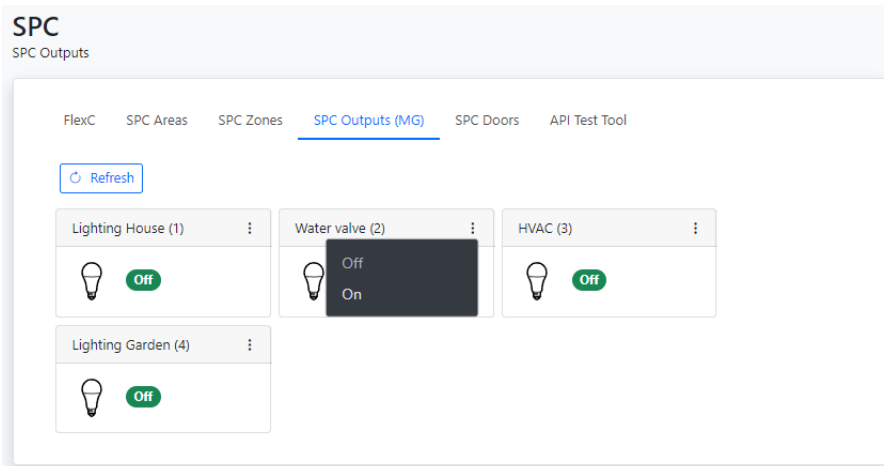 SPC
SPC Outputs
FlexC SPC Areas SPC Zones SPC Outputs (MG) SPC Doors API Test Tool
Refresh
Lighting House (1) Water valve (2) HVAC (3)
Off Off Off
On
Lighting Garden (4)
Off